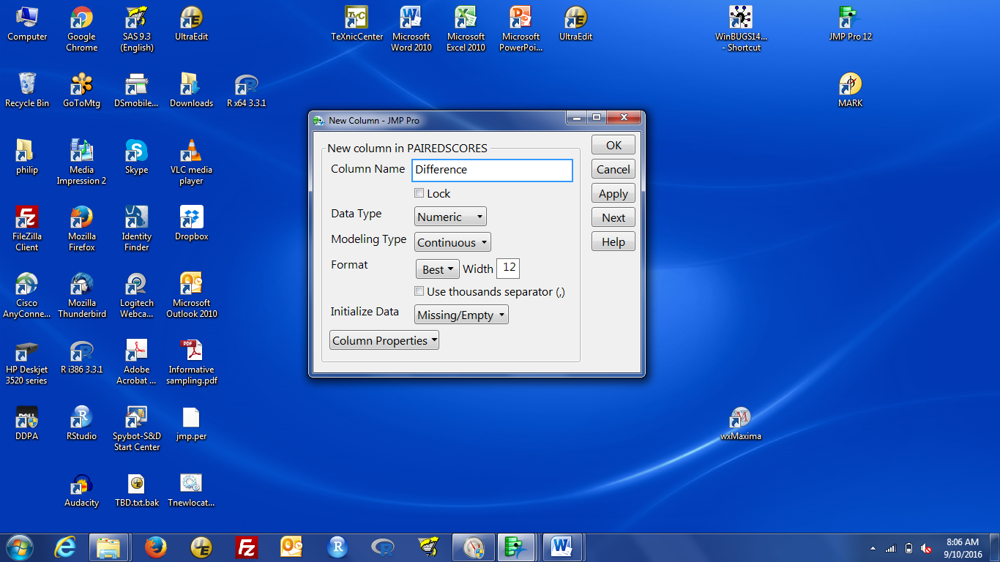 Computer
Google
Chrome
SAS 9.3
(English)
UltraEdit
TeXnicCenter
Microsoft
Word 2010
Microsoft
Excel 2010
Microsoft
PowerPoi...
UltraEdit
WinBUGS14...
- Shortcut
JMP Pro 12
Recycle Bin
GoToMtg
DSmobile...
Downloads
R x64 3.3.1
MARK
New Column - JMP Pro
New column in PAIREDSCORES
Column Name Difference
Lock
Data Type Numeric
Modeling Type Continuous
Format Best Width 12
Use thousands separator (,)
Initialize Data Missing/Empty
Column Properties
OK
Cancel
Apply
Next
Help
philip
Media
Impression 2
Skype
VLC media
player
FileZilla
Client
Mozilla
Firefox
Identity
Finder
Dropbox
Cisco
AnyConne...
Mozilla
Thunderbird
Logitech
Webca...
Microsoft
Outlook 2010
HP Deskjet
3520 series
R i386 3.3.1
Adobe
Acrobat ...
PDF
Informative
sampling.pdf
DELL
DDPA
RStudio
Spybot-S&D
Start Center
jmp.per
wxMaxima
Audacity
TBD.txt.bak
Tnewlocat...
8:06 AM
9/10/2016